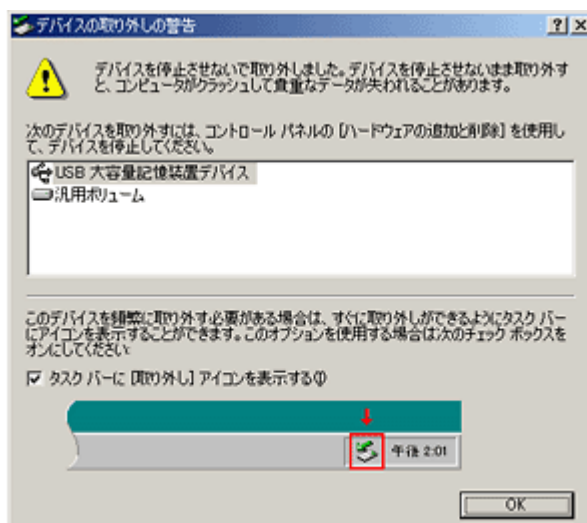 デバイスの取り外しの警告
デバイスを停止させないで取り外しました。デバイスを停止させないまま取り外す
と、コンピュータがクラッシュして貴重なデータが失われることがあります。
次のデバイスを取り外すには、コントロール パネルの [ハードウェアの追加と削除] を使用し
て、デバイスを停止してください。
USB 大容量記憶装置デバイス
汎用ボリューム
このデバイスを頻繁に取り外す必要がある場合は、すぐに取り外しができるようにタスク バー
にアイコンを表示することができます。このオプションを使用する場合は次のチェック ボックスを
オンにしてください:
タスク バーに [取り外し] アイコンを表示する(I)
午後 2:01
OK